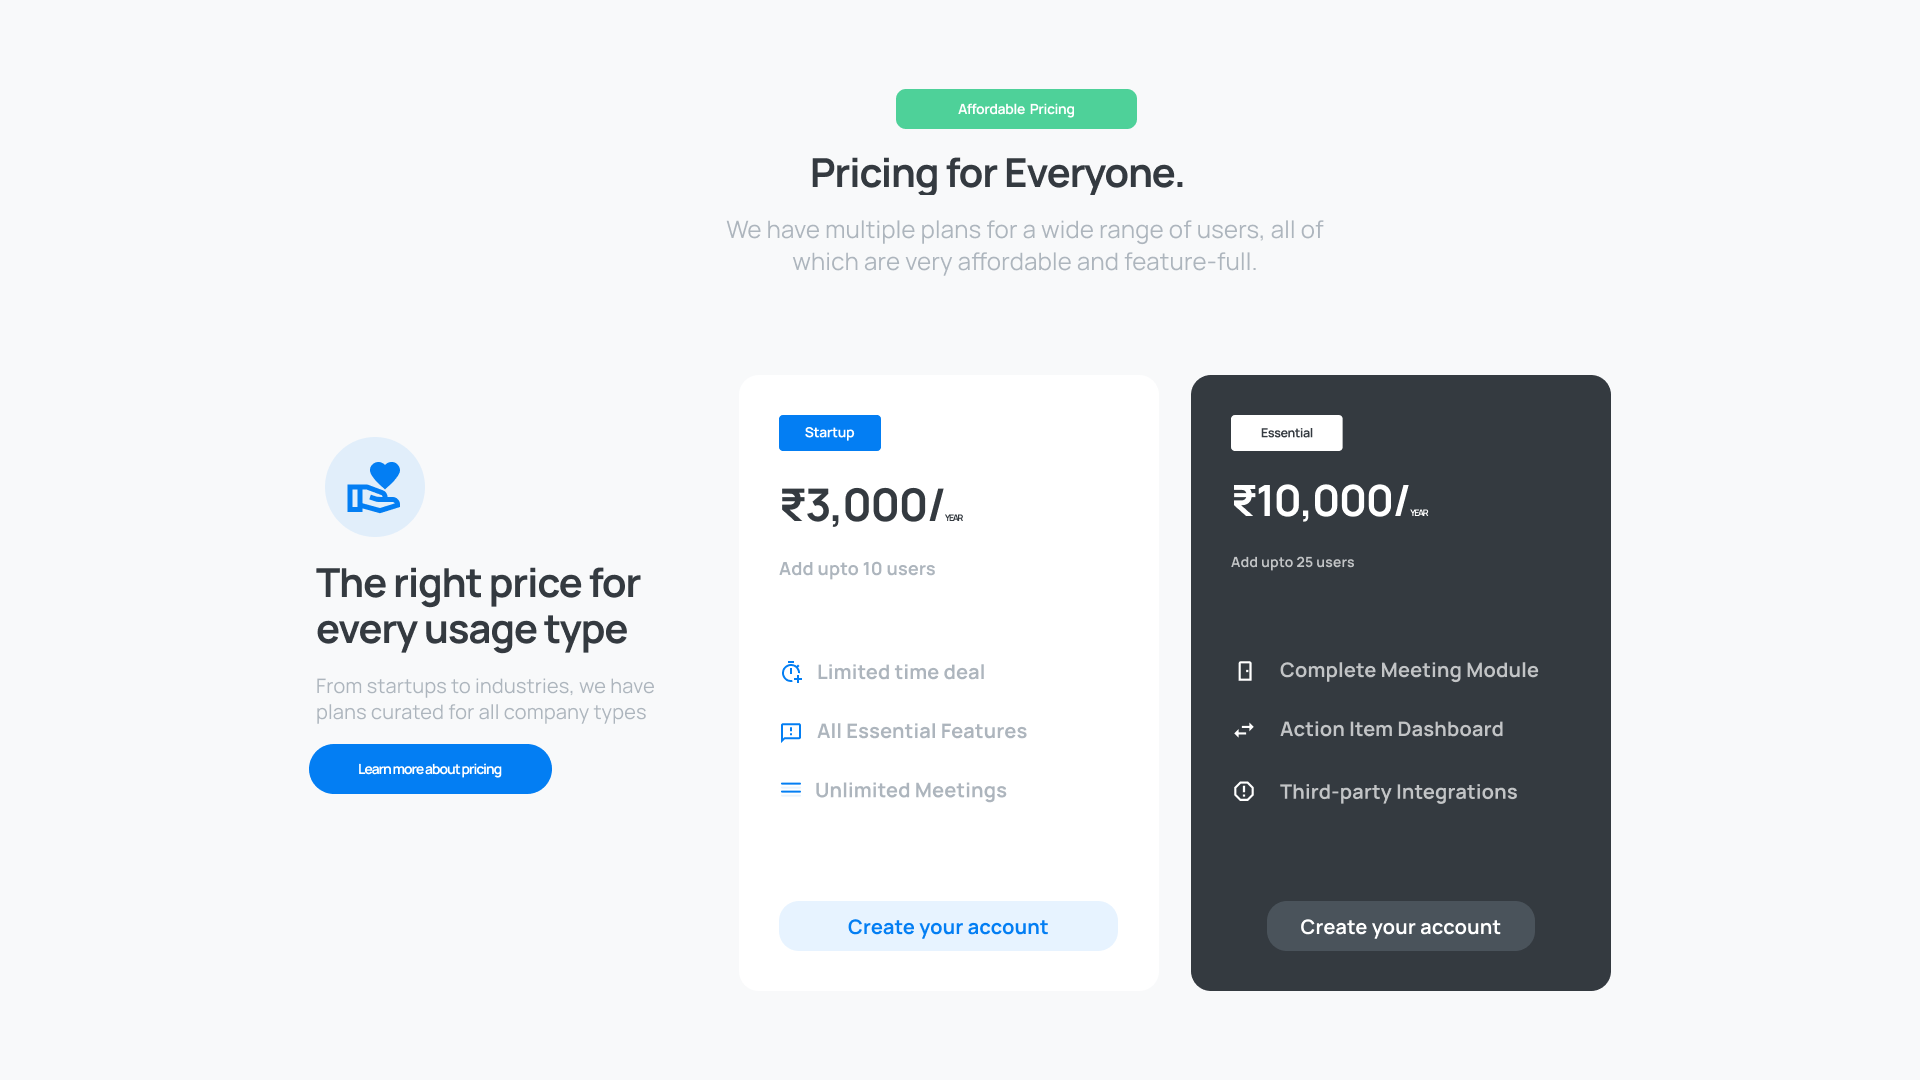 Affordable Pricing
Pricing for Everyone.
We have multiple plans for a wide range of users, all of
which are very affordable and feature-full.
The right price for
every usage type
From startups to industries, we have
plans curated for all company types
Learn more about pricing
Startup
₹3,000/YEAR
Add upto 10 users
Limited time deal
All Essential Features
Unlimited Meetings
Create your account
Essential
₹10,000/YEAR
Add upto 25 users
Complete Meeting Module
Action Item Dashboard
Third-party Integrations
Create your account